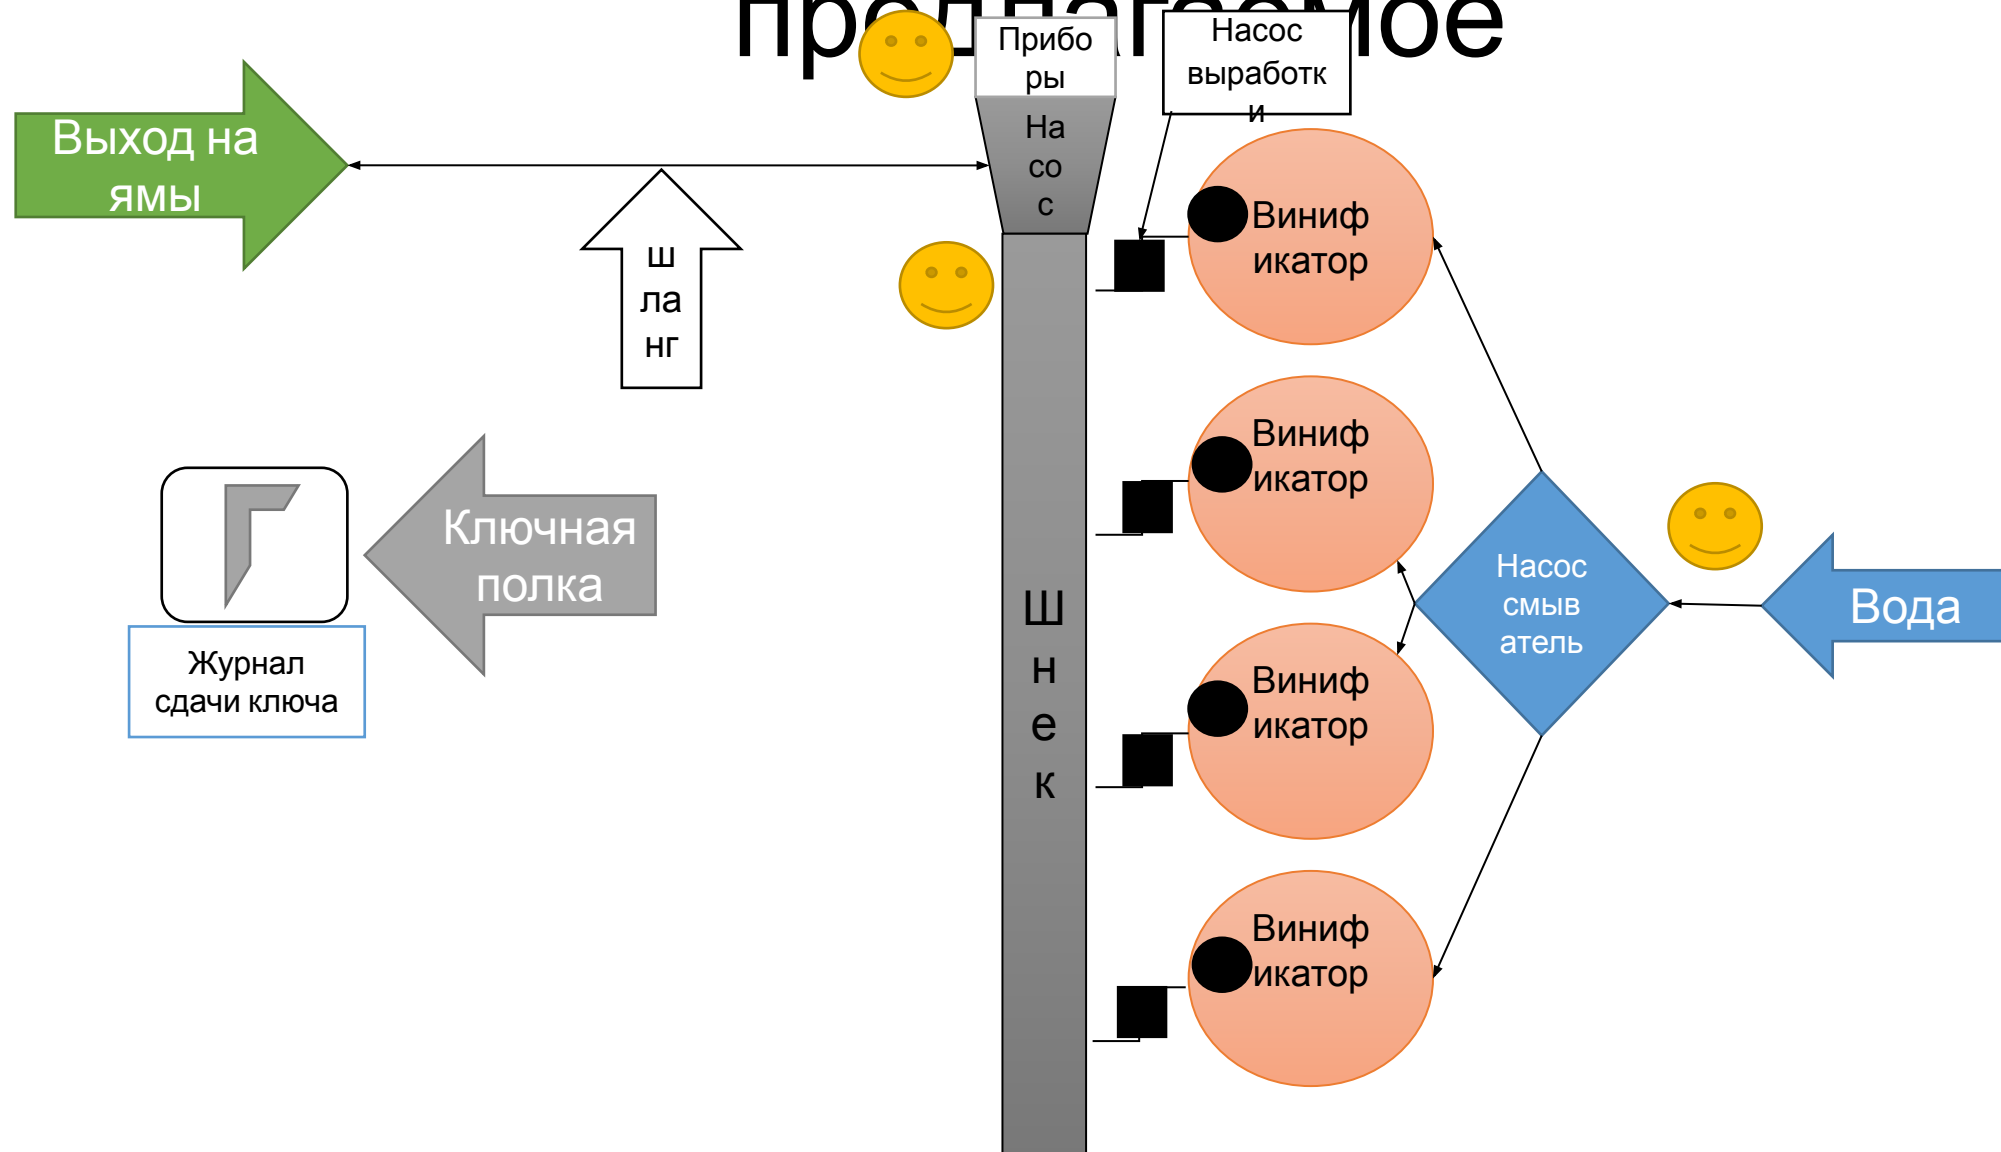 предлагаемое
Прибо
ры
Насос
выработк
и
Выход на
ямы
На
со
с
ш
ла
нг
Виниф
икатор
Виниф
икатор
Ключная
полка
Журнал
сдачи ключа
Ш
н
е
к
Насос
смыв
атель
Вода
Виниф
икатор
Виниф
икатор